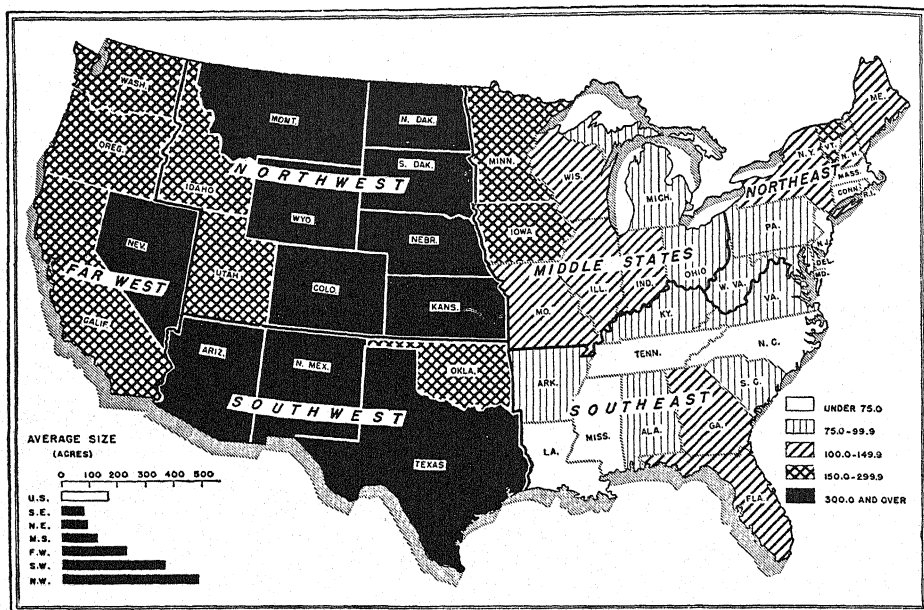 WASH.
OREG.
IDAHO
MONT.
N. DAK.
S. DAK.
MINN.
WIS.
MICH.
N.Y.
VT.
N.H.
ME.
MASS.
CONN.
R.I.
NORTHWEST
NORTHEAST
WYO.
NEBR.
IOWA
NEV.
UTAH
COLO.
KANS.
MO.
ILL.
IND.
OHIO
PA.
N.J.
DEL.
MD.
W. VA.
VA.
KY.
MIDDLE STATES
FAR WEST
CALIF.
ARIZ.
N. MEX.
OKLA.
ARK.
TENN.
N. C.
S. C.
SOUTHWEST
SOUTHEAST
TEXAS
LA.
MISS.
ALA.
GA.
FLA.
UNDER 75.0
75.0-99.9
100.0-149.9
150.0-299.9
300.0 AND OVER
AVERAGE SIZE
(ACRES)
0 100 200 300 400 500
U.S.
S.E.
N.E.
M.S.
F.W.
S.W.
N.W.